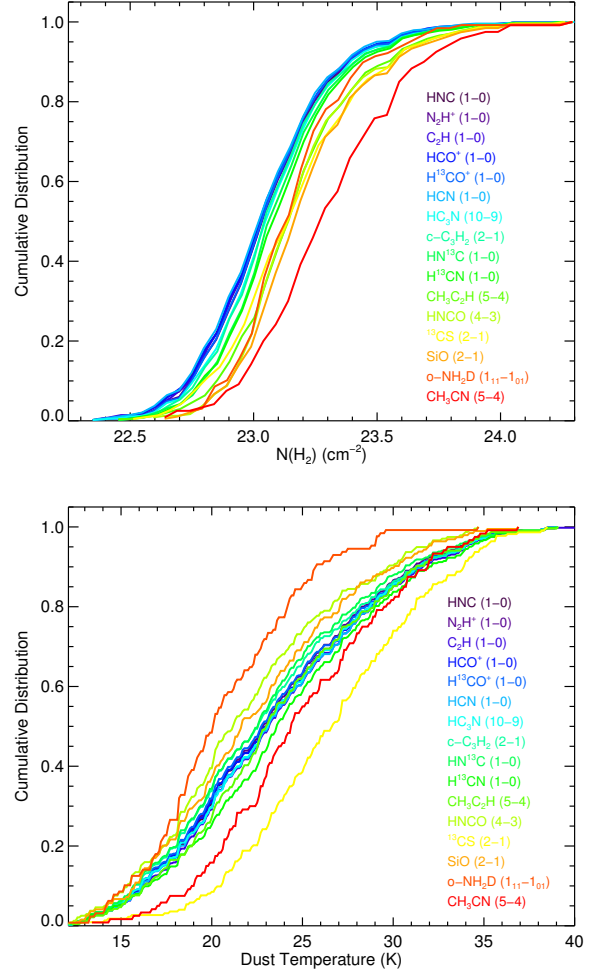 1.0
0.8
0.6
0.4
0.2
0.0
Cumulative Distribution
HNC (1−0)
N₂H⁺ (1−0)
C₂H (1−0)
HCO⁺ (1−0)
H¹³CO⁺ (1−0)
HCN (1−0)
HC₃N (10−9)
c−C₃H₂ (2−1)
HN¹³C (1−0)
H¹³CN (1−0)
CH₃C₂H (5−4)
HNCO (4−3)
¹³CS (2−1)
SiO (2−1)
o−NH₂D (1₁₁−1₀₁)
CH₃CN (5−4)
22.5 23.0 23.5 24.0
N(H₂) (cm⁻²)
1.0
0.8
0.6
0.4
0.2
0.0
Cumulative Distribution
HNC (1−0)
N₂H⁺ (1−0)
C₂H (1−0)
HCO⁺ (1−0)
H¹³CO⁺ (1−0)
HCN (1−0)
HC₃N (10−9)
c−C₃H₂ (2−1)
HN¹³C (1−0)
H¹³CN (1−0)
CH₃C₂H (5−4)
HNCO (4−3)
¹³CS (2−1)
SiO (2−1)
o−NH₂D (1₁₁−1₀₁)
CH₃CN (5−4)
15 20 25 30 35 40
Dust Temperature (K)